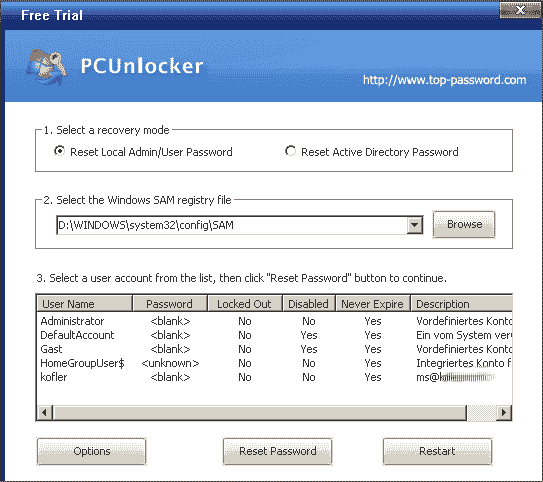 Free Trial
PCUnlocker
http://www.top-password.com
1. Select a recovery mode
Reset Local Admin/User Password Reset Active Directory Password
2. Select the Windows SAM registry file
D:\WINDOWS\system32\config\SAM Browse
3. Select a user account from the list, then click "Reset Password" button to continue.
User Name Password Locked Out Disabled Never Expire Description
Administrator <blank> No No Yes Vordefiniertes Konto
DefaultAccount <blank> No Yes Yes Ein vom System
Gast <blank> No Yes Yes Vordefiniertes Konto
HomeGroupUser$ <unknown> No No Yes Integriertes Konto f
kofler <blank> No No Yes ms@
Options Reset Password Restart